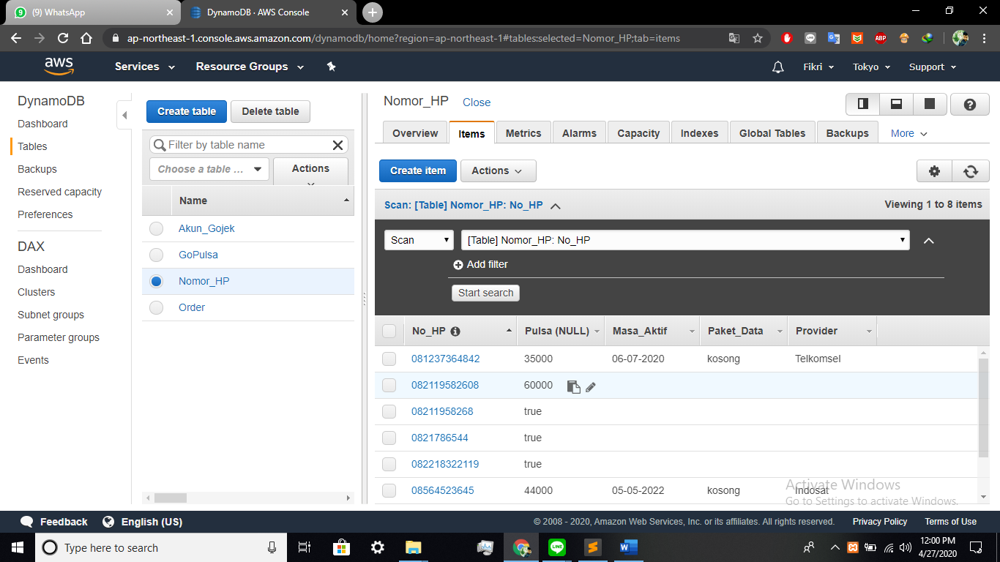 (9) WhatsApp
DynamoDB · AWS Console
ap-northeast-1.console.aws.amazon.com/dynamodb/home?region=ap-northeast-1#tables:selected=Nomor_HP;tab=items
aws Services Resource Groups Fikri Tokyo Support
DynamoDB
Dashboard
Tables
Backups
Reserved capacity
Preferences
DAX
Dashboard
Clusters
Subnet groups
Parameter groups
Events
Create table Delete table
Filter by table name
Choose a table ... Actions
Name
Akun_Gojek
GoPulsa
Nomor_HP
Order
Nomor_HP Close
Overview Items Metrics Alarms Capacity Indexes Global Tables Backups More
Create item Actions
Scan: [Table] Nomor_HP: No_HP Viewing 1 to 8 items
Scan [Table] Nomor_HP: No_HP
Add filter
Start search
No_HP Pulsa (NULL) Masa_Aktif Paket_Data Provider
081237364842 35000 06-07-2020 kosong Telkomsel
082119582608 60000
08211958268 true
0821786544 true
082218322119 true
08564523645 44000 05-05-2022 kosong Indosat
Activate Windows
Go to Settings to activate Windows.
Feedback English (US) © 2008 - 2020, Amazon Web Services, Inc. or its affiliates. All rights reserved. Privacy Policy Terms of Use
Type here to search
12:00 PM
4/27/2020